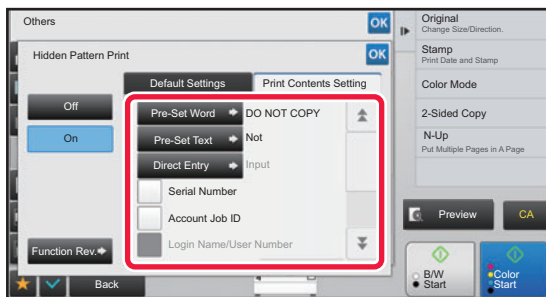 Others
OK
Hidden Pattern Print
OK
Default Settings
Print Contents Setting
Off
On
Pre-Set Word
DO NOT COPY
Pre-Set Text
Not
Direct Entry
Input
Serial Number
Account Job ID
Login Name/User Number
Function Rev.
Back
Original
Change Size/Direction.
Stamp
Print Date and Stamp
Color Mode
2-Sided Copy
N-Up
Put Multiple Pages in A Page
Preview
CA
B/W
Start
Color
Start